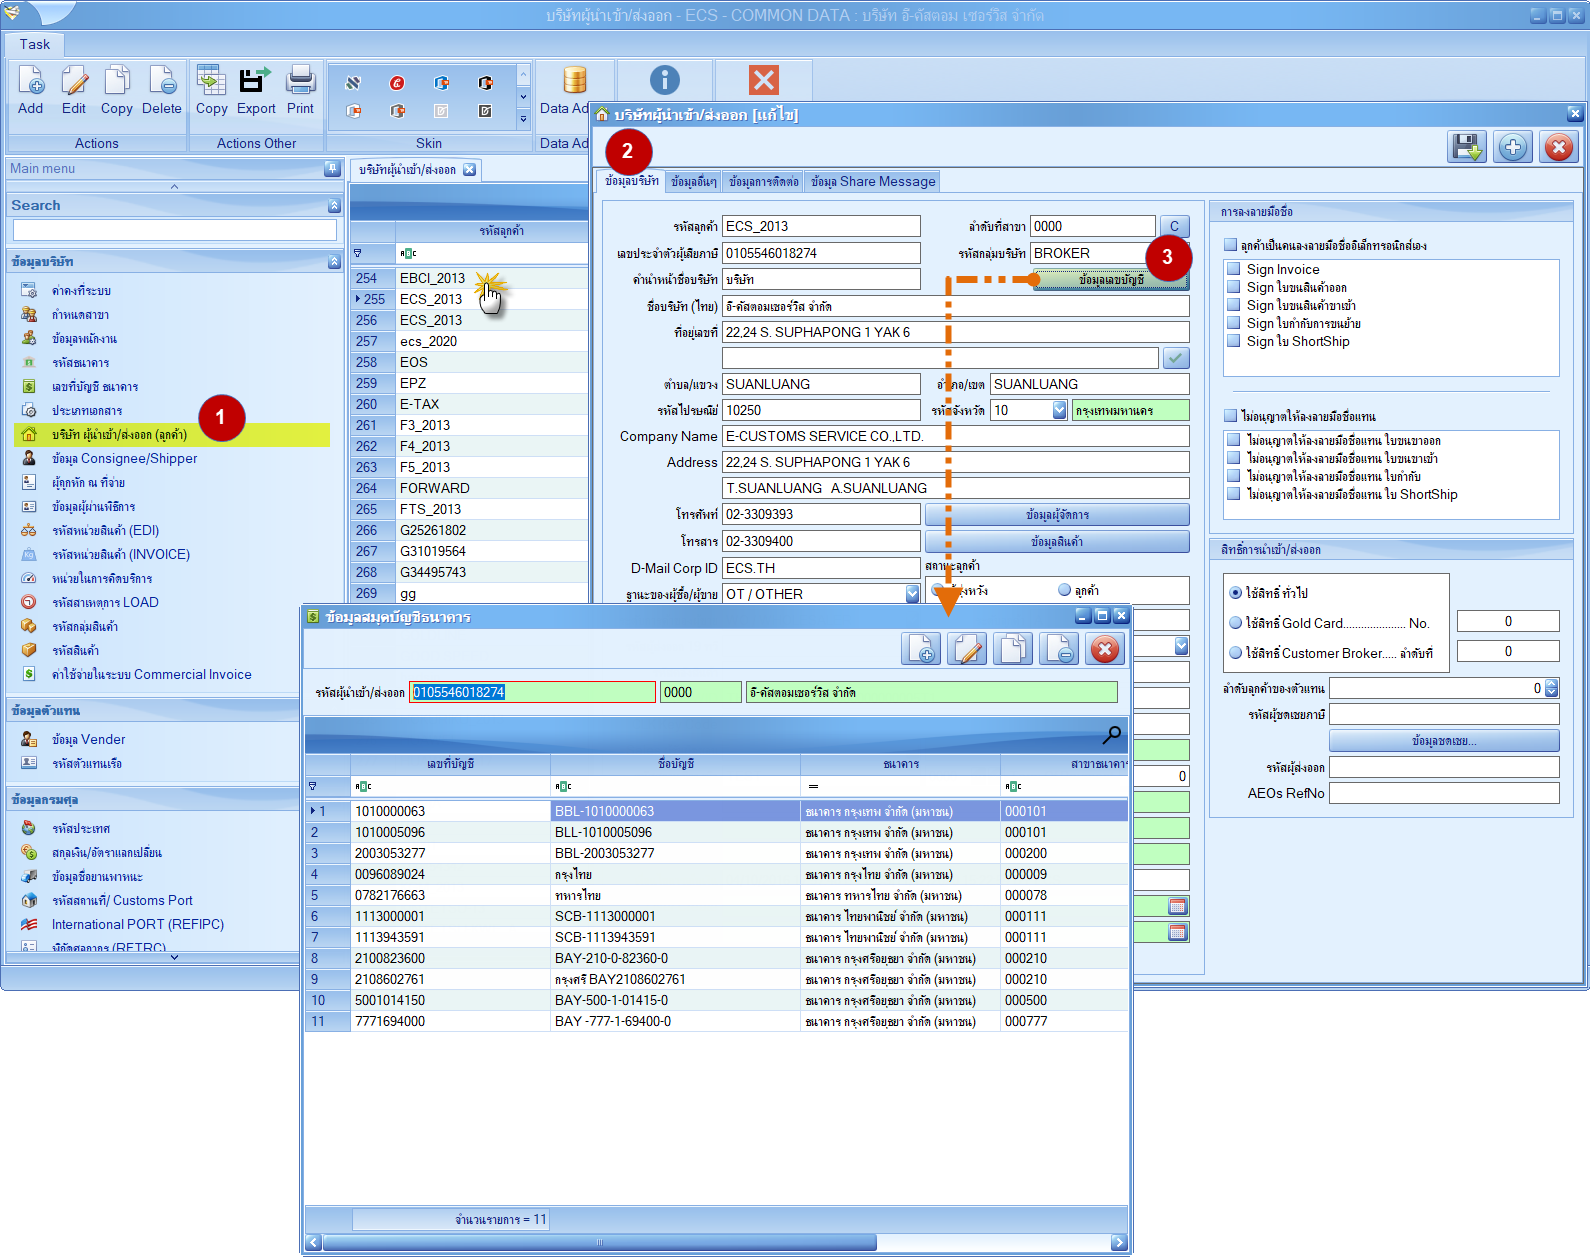 บริษัทผู้นำเข้า/ส่งออก - ECS - COMMON DATA : บริษัท อี-คัสตอม เซอร์วิส จำกัด
Task
Add Edit Copy Delete Copy Export Print Data Ad
Actions Actions Other Skin Data Ad
Main menu
Search
ข้อมูลบริษัท
ค่าคงที่ระบบ
กำหนดสาขา
ข้อมูลพนักงาน
รหัสธนาคาร
เลขที่บัญชี ธนาคาร
ประเภทเอกสาร
บริษัท ผู้นำเข้า/ส่งออก (ลูกค้า)
1
ข้อมูล Consignee/Shipper
ผู้ถูกหัก ณ ที่จ่าย
ข้อมูลผู้ผ่านพิธีการ
รหัสหน่วยสินค้า (EDI)
รหัสหน่วยสินค้า (INVOICE)
หน่วยในการคิดบริการ
รหัสสาเหตุการ LOAD
รหัสกลุ่มสินค้า
รหัสสินค้า
ค่าใช้จ่ายในระบบ Commercial Invoice
ข้อมูลตัวแทน
ข้อมูล Vender
รหัสตัวแทนเรือ
ข้อมูลกรมศุล
รหัสประเทศ
สกุลเงิน/อัตราแลกเปลี่ยน
ข้อมูลชื่อยานพาหนะ
รหัสสถานที่/ Customs Port
International PORT (REFIPC)
พิกัดศุลกากร (RETRC)
บริษัทผู้นำเข้า/ส่งออก
รหัสลูกค้า
254 EBCI_2013
255 ECS_2013
256 ECS_2013
257 ecs_2020
258 EOS
259 EPZ
260 E-TAX
261 F3_2013
262 F4_2013
263 F5_2013
264 FORWARD
265 FTS_2013
266 G25261802
267 G31019564
268 G34495743
269 gg
บริษัทผู้นำเข้า/ส่งออก [แก้ไข]
2
ข้อมูลบริษัท ข้อมูลอื่นๆ ข้อมูลการติดต่อ ข้อมูล Share Message
รหัสลูกค้า ECS_2013 ลำดับที่สาขา 0000 C
เลขประจำตัวผู้เสียภาษี 0105546018274 รหัสกลุ่มบริษัท BROKER
3
คำนำหน้าชื่อบริษัท บริษัท ข้อมูลเลขบัญชี
ชื่อบริษัท (ไทย) อี-คัสตอมเซอร์วิส จำกัด
ที่อยู่เลขที่ 22,24 S. SUPHAPONG 1 YAK 6
ตำบล/แขวง SUANLUANG อำเภอ/เขต SUANLUANG
รหัสไปรษณีย์ 10250 รหัสจังหวัด 10 กรุงเทพมหานคร
Company Name E-CUSTOMS SERVICE CO.,LTD.
Address 22,24 S. SUPHAPONG 1 YAK 6
T.SUANLUANG A.SUANLUANG
โทรศัพท์ 02-3309393 ข้อมูลผู้จัดการ
โทรสาร 02-3309400 ข้อมูลสินค้า
D-Mail Corp ID ECS.TH สถานะลูกค้า
ฐานะของผู้ซื้อ/ผู้ขาย OT / OTHER ลูกค้า
0
การลงลายมือชื่อ
ลูกค้าเป็นคนลงลายมือชื่ออิเล็กทรอนิกส์เอง
Sign Invoice
Sign ใบขนสินค้าออก
Sign ใบขนสินค้าขาเข้า
Sign ใบกำกับการขนย้าย
Sign ใบ ShortShip
ไม่อนุญาตให้ลงลายมือชื่อแทน
ไม่อนุญาตให้ลงลายมือชื่อแทน ใบขนขาออก
ไม่อนุญาตให้ลงลายมือชื่อแทน ใบขนขาเข้า
ไม่อนุญาตให้ลงลายมือชื่อแทน ใบกำกับ
ไม่อนุญาตให้ลงลายมือชื่อแทน ใบ ShortShip
สิทธิ์การนำเข้า/ส่งออก
ใช้สิทธิ์ ทั่วไป
ใช้สิทธิ์ Gold Card..................... No. 0
ใช้สิทธิ์ Customer Broker..... ลำดับที่ 0
ลำดับลูกค้าของตัวแทน 0
รหัสผู้ชดเชยภาษี
ข้อมูลชดเชย...
รหัสผู้ส่งออก
AEOs RefNo
ข้อมูลสมุดบัญชีธนาคาร
รหัสผู้นำเข้า/ส่งออก 0105546018274 0000 อี-คัสตอมเซอร์วิส จำกัด
เลขที่บัญชี ชื่อบัญชี ธนาคาร สาขาธนาคาร
1 1010000063 BBL-1010000063 ธนาคาร กรุงเทพ จำกัด (มหาชน) 000101
2 1010005096 BLL-1010005096 ธนาคาร กรุงเทพ จำกัด (มหาชน) 000101
3 2003053277 BBL-2003053277 ธนาคาร กรุงเทพ จำกัด (มหาชน) 000200
4 0096089024 กรุงไทย ธนาคาร กรุงไทย จำกัด (มหาชน) 000009
5 0782176663 ทหารไทย ธนาคาร ทหารไทย จำกัด (มหาชน) 000078
6 1113000001 SCB-1113000001 ธนาคาร ไทยพานิชย์ จำกัด (มหาชน) 000111
7 1113943591 SCB-1113943591 ธนาคาร ไทยพานิชย์ จำกัด (มหาชน) 000111
8 2100823600 BAY-210-0-82360-0 ธนาคาร กรุงศรีอยุธยา จำกัด (มหาชน) 000210
9 2108602761 กรุงศรี BAY2108602761 ธนาคาร กรุงศรีอยุธยา จำกัด (มหาชน) 000210
10 5001014150 BAY-500-1-01415-0 ธนาคาร กรุงศรีอยุธยา จำกัด (มหาชน) 000500
11 7771694000 BAY -777-1-69400-0 ธนาคาร กรุงศรีอยุธยา จำกัด (มหาชน) 000777
จำนวนรายการ = 11